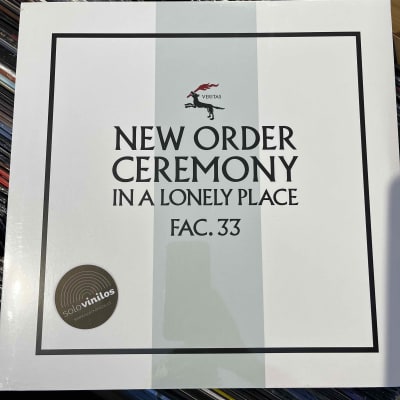 VERITAS
NEW ORDER
CEREMONY
IN A LONELY PLACE
FAC. 33
solovinilos